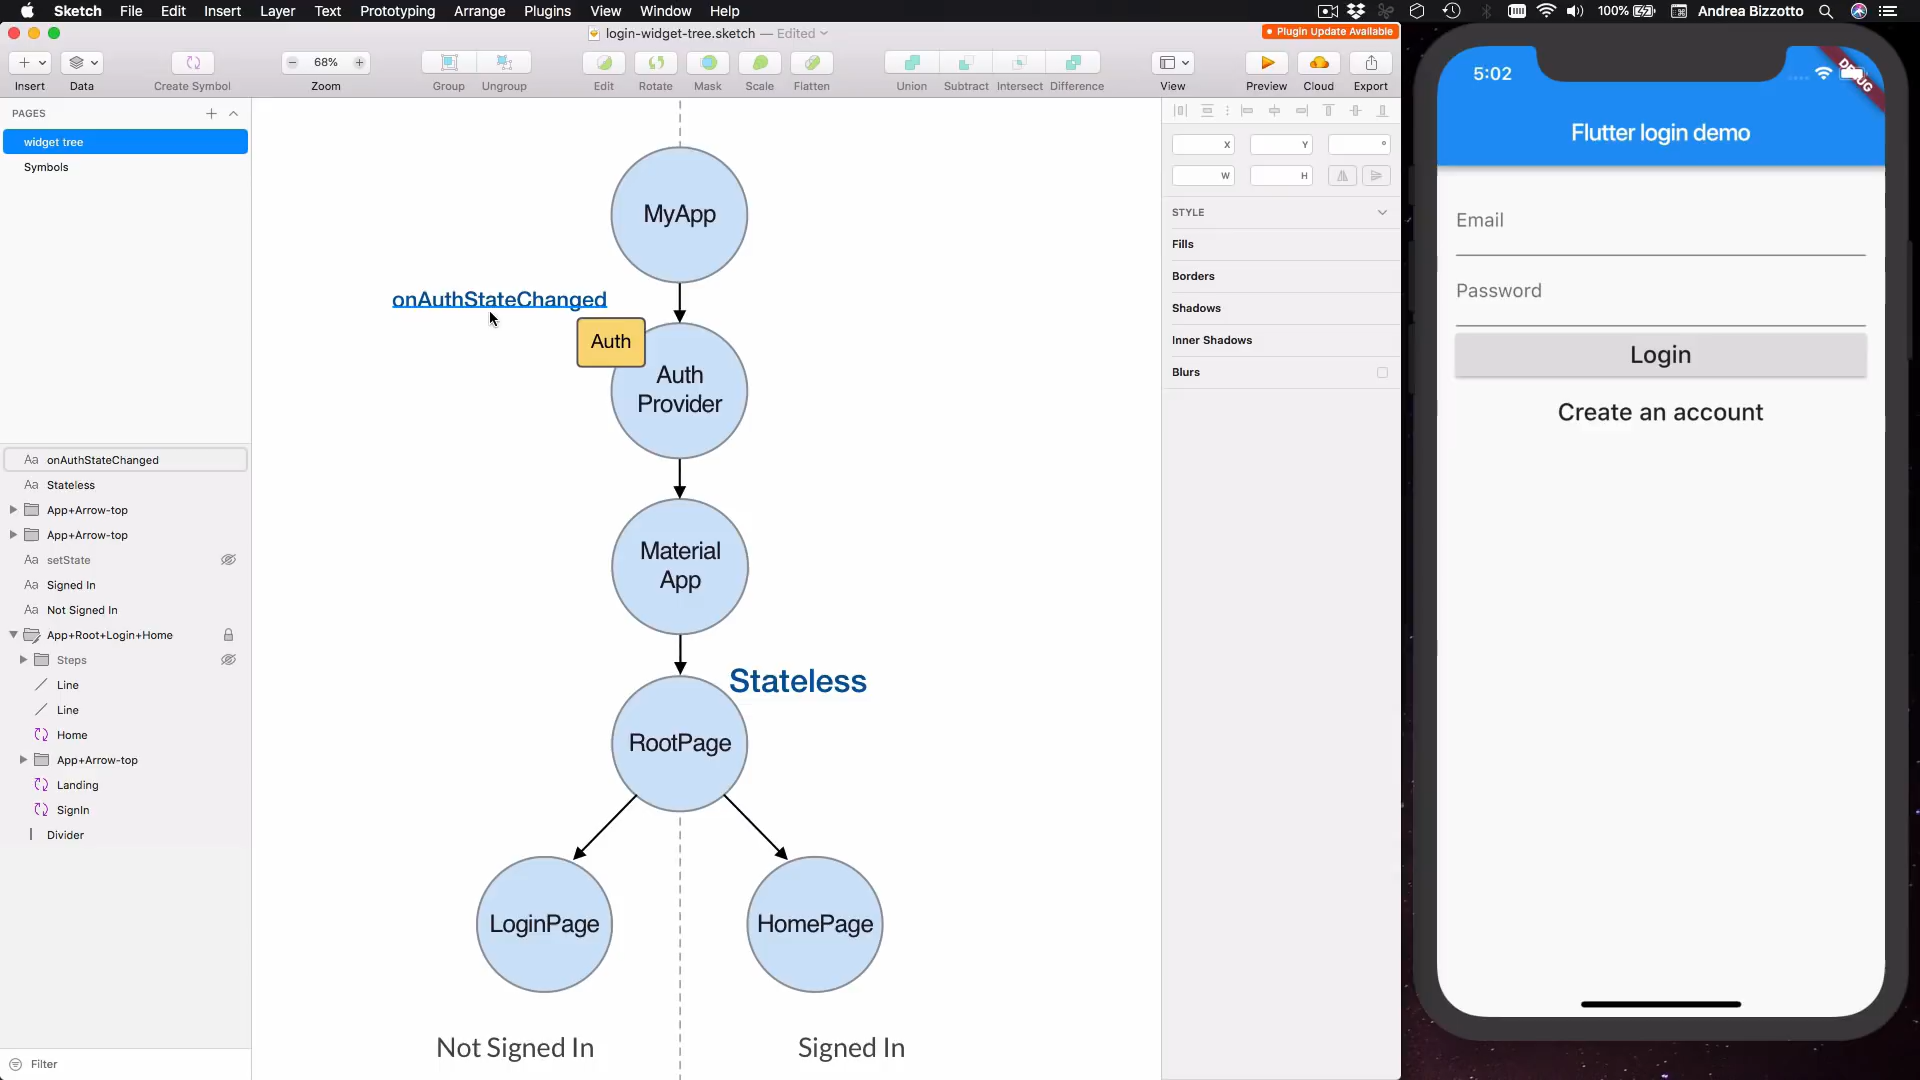 Sketch File Edit Insert Layer Text Prototyping Arrange Plugins View Window Help 100% Andrea Bizzotto
login-widget-tree.sketch — Edited
Plugin Update Available
68%
Insert Data Create Symbol Zoom Group Ungroup Edit Rotate Mask Scale Flatten Union Subtract Intersect Difference View Preview Cloud Export
PAGES
widget tree
Symbols
onAuthStateChanged
Stateless
App+Arrow-top
App+Arrow-top
setState
Signed In
Not Signed In
App+Root+Login+Home
Steps
Line
Line
Home
App+Arrow-top
Landing
SignIn
Divider
Filter
MyApp
onAuthStateChanged
Auth
Auth
Provider
Material
App
Stateless
RootPage
LoginPage
HomePage
Not Signed In
Signed In
X Y °
W H
STYLE
Fills
Borders
Shadows
Inner Shadows
Blurs
5:02
DEBUG
Flutter login demo
Email
Password
Login
Create an account